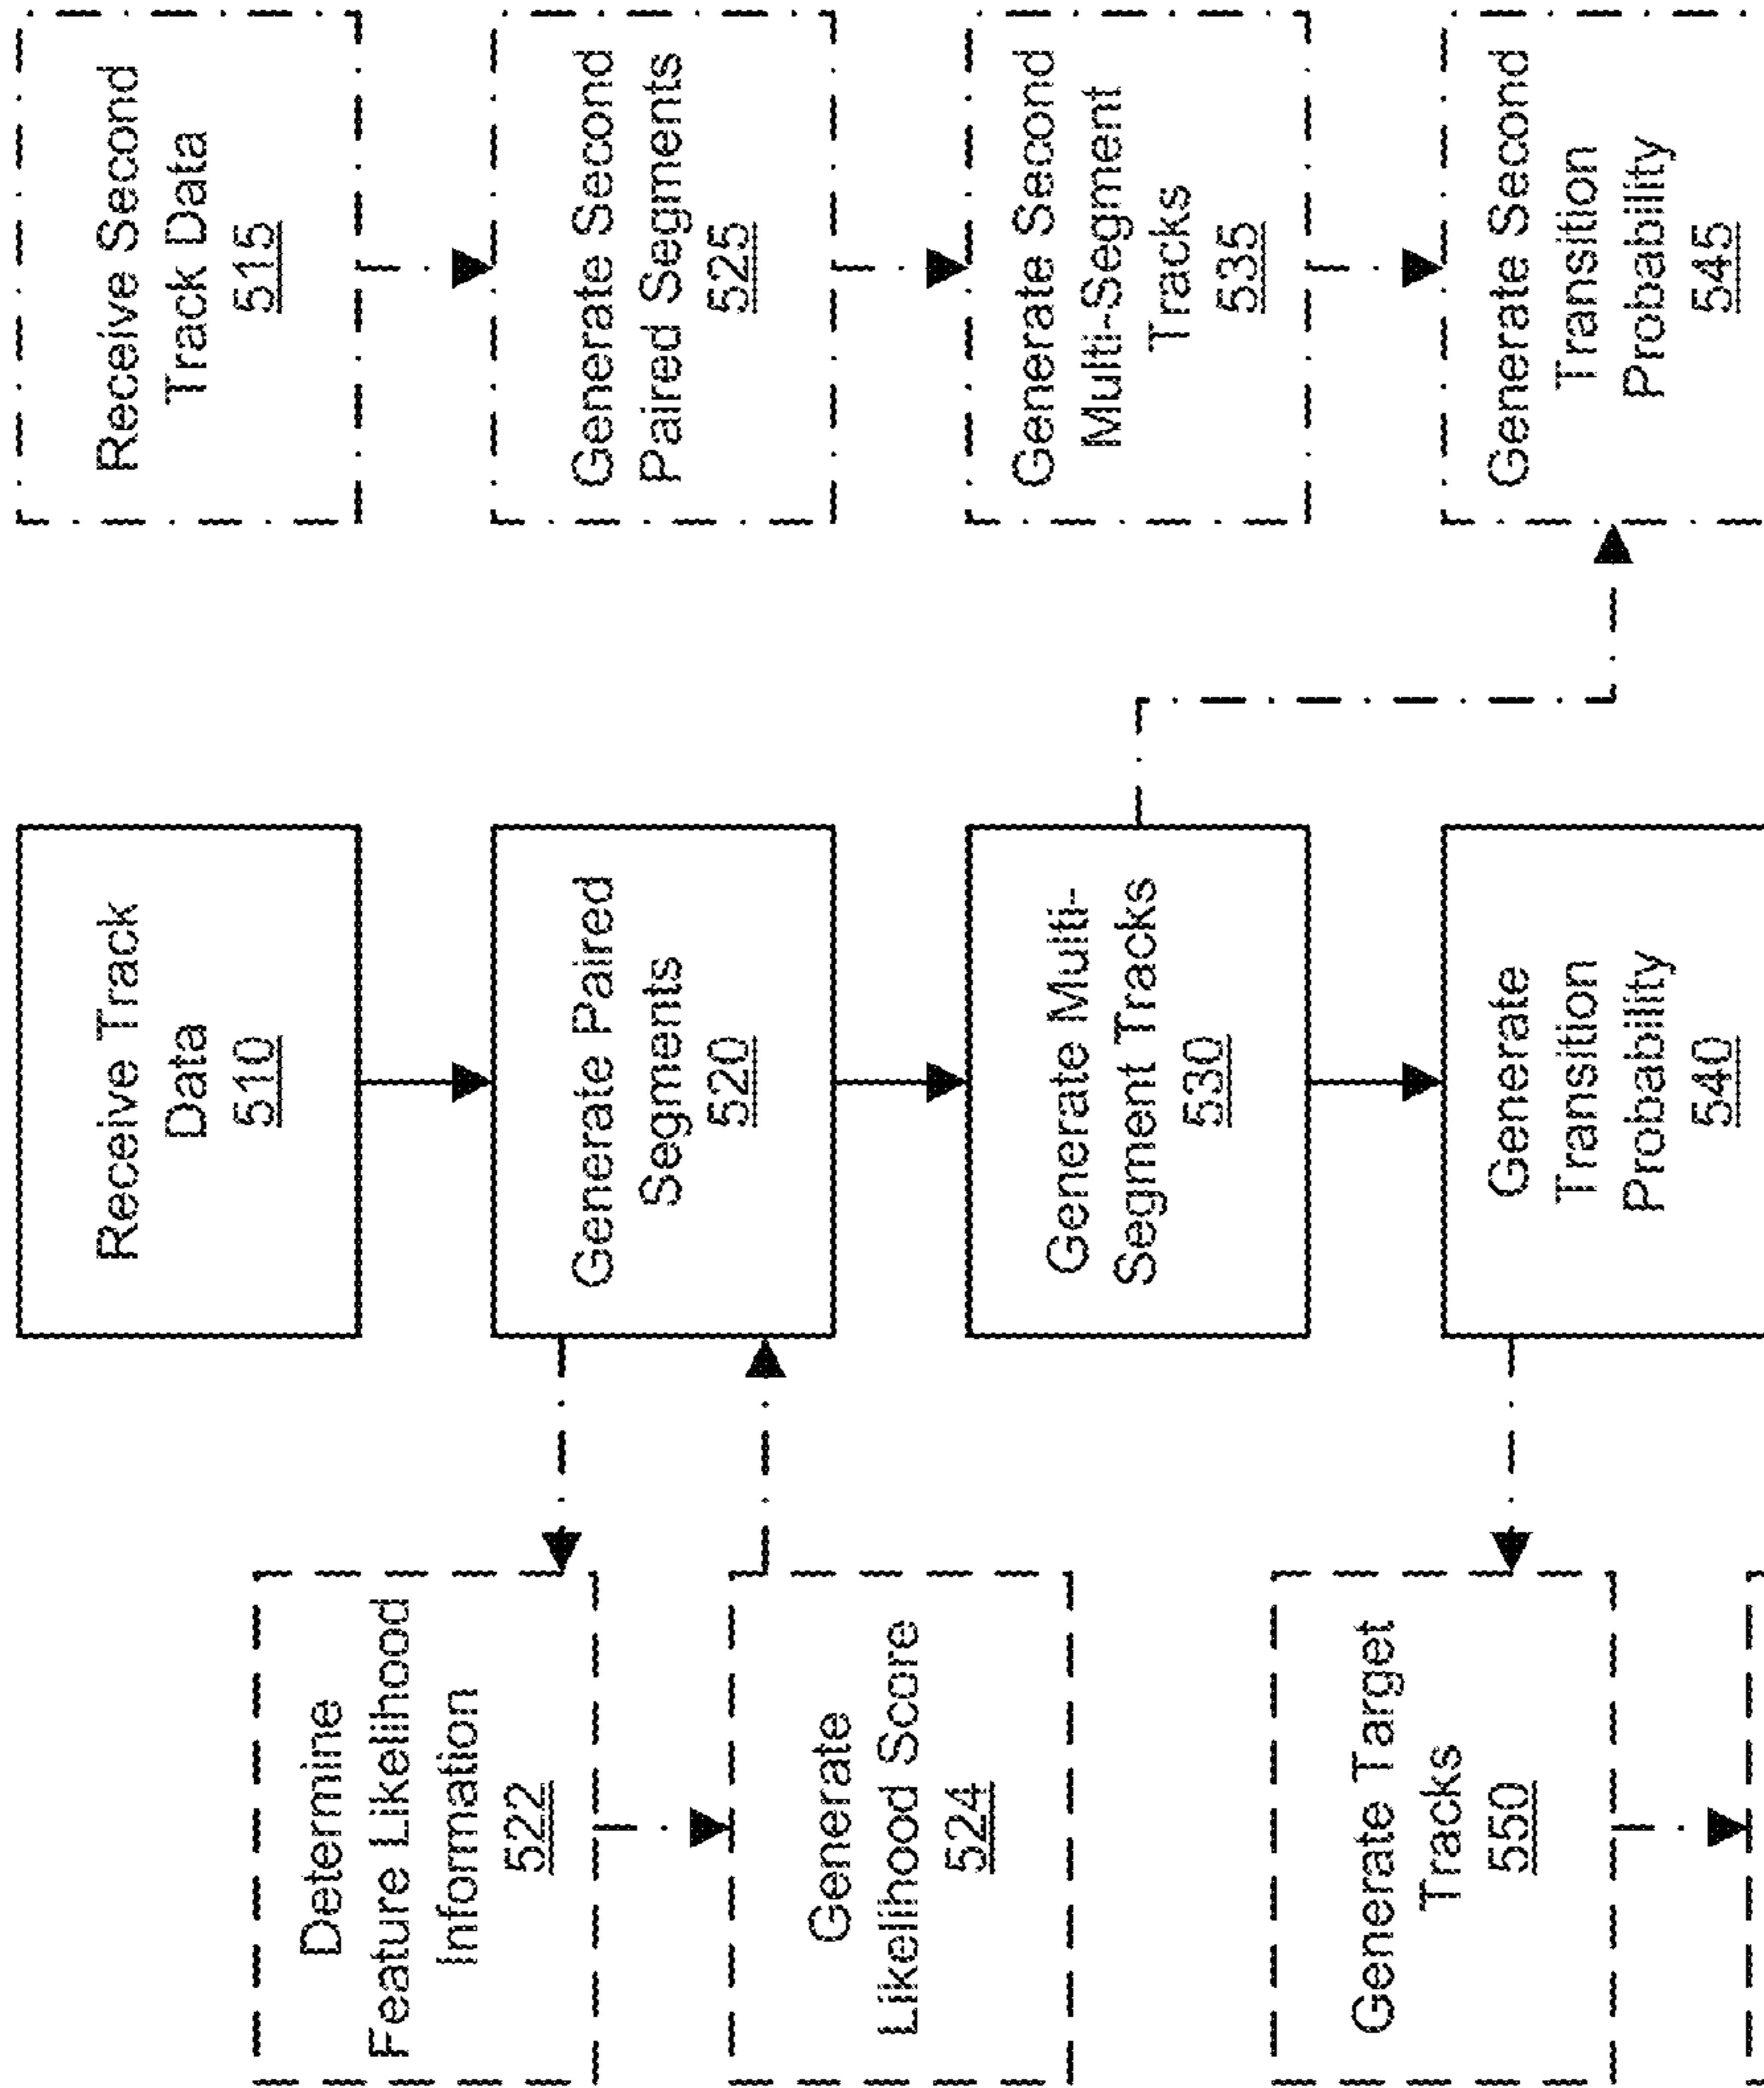 Receive Second
Track Data
515
Generate Second
Paired Segments
525
Generate Second
Multi-Segment
Tracks
535
Generate Second
Transition
Probability
545
Receive Track
Data
510
Generate Paired
Segments
520
Generate Multi-
Segment Tracks
530
Generate
Transition
Probability
540
Determine
Feature Likelihood
Information
522
Generate
Likelihood Score
524
Generate Target
Tracks
550